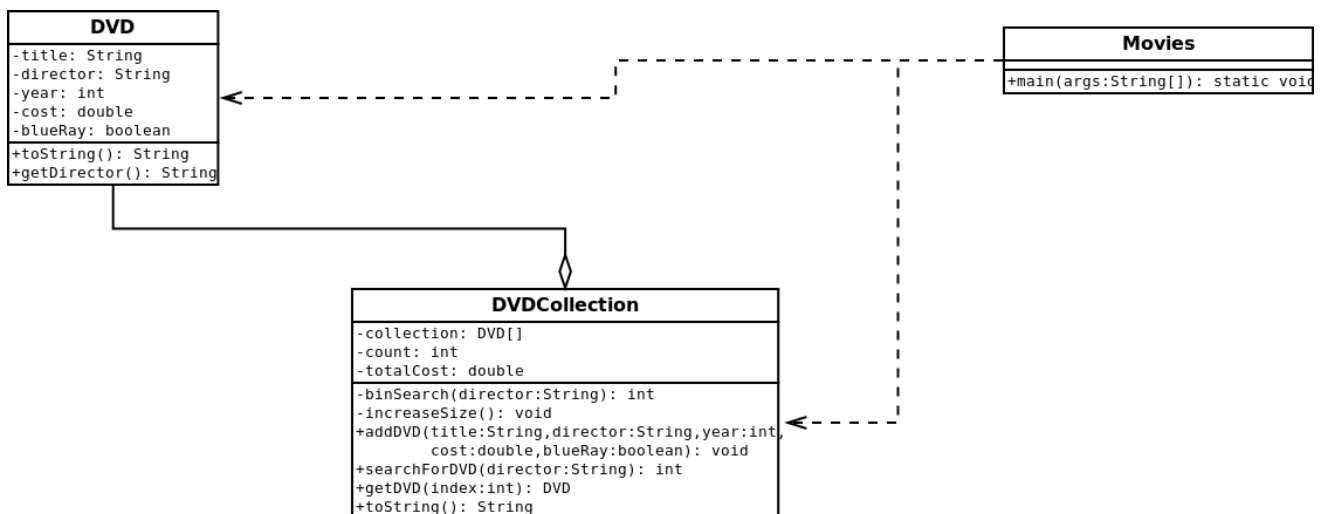 DVD
-title: String
-director: String
-year: int
-cost: double
-blueRay: boolean
+toString(): String
+getDirector(): String
Movies
+main(args:String[]): static void
DVDCollection
-collection: DVD[]
-count: int
-totalCost: double
-binSearch(director:String): int
-increaseSize(): void
+addDVD(title:String,director:String,year:int,
cost:double,blueRay:boolean): void
+searchForDVD(director:String): int
+getDVD(index:int): DVD
+toString(): String